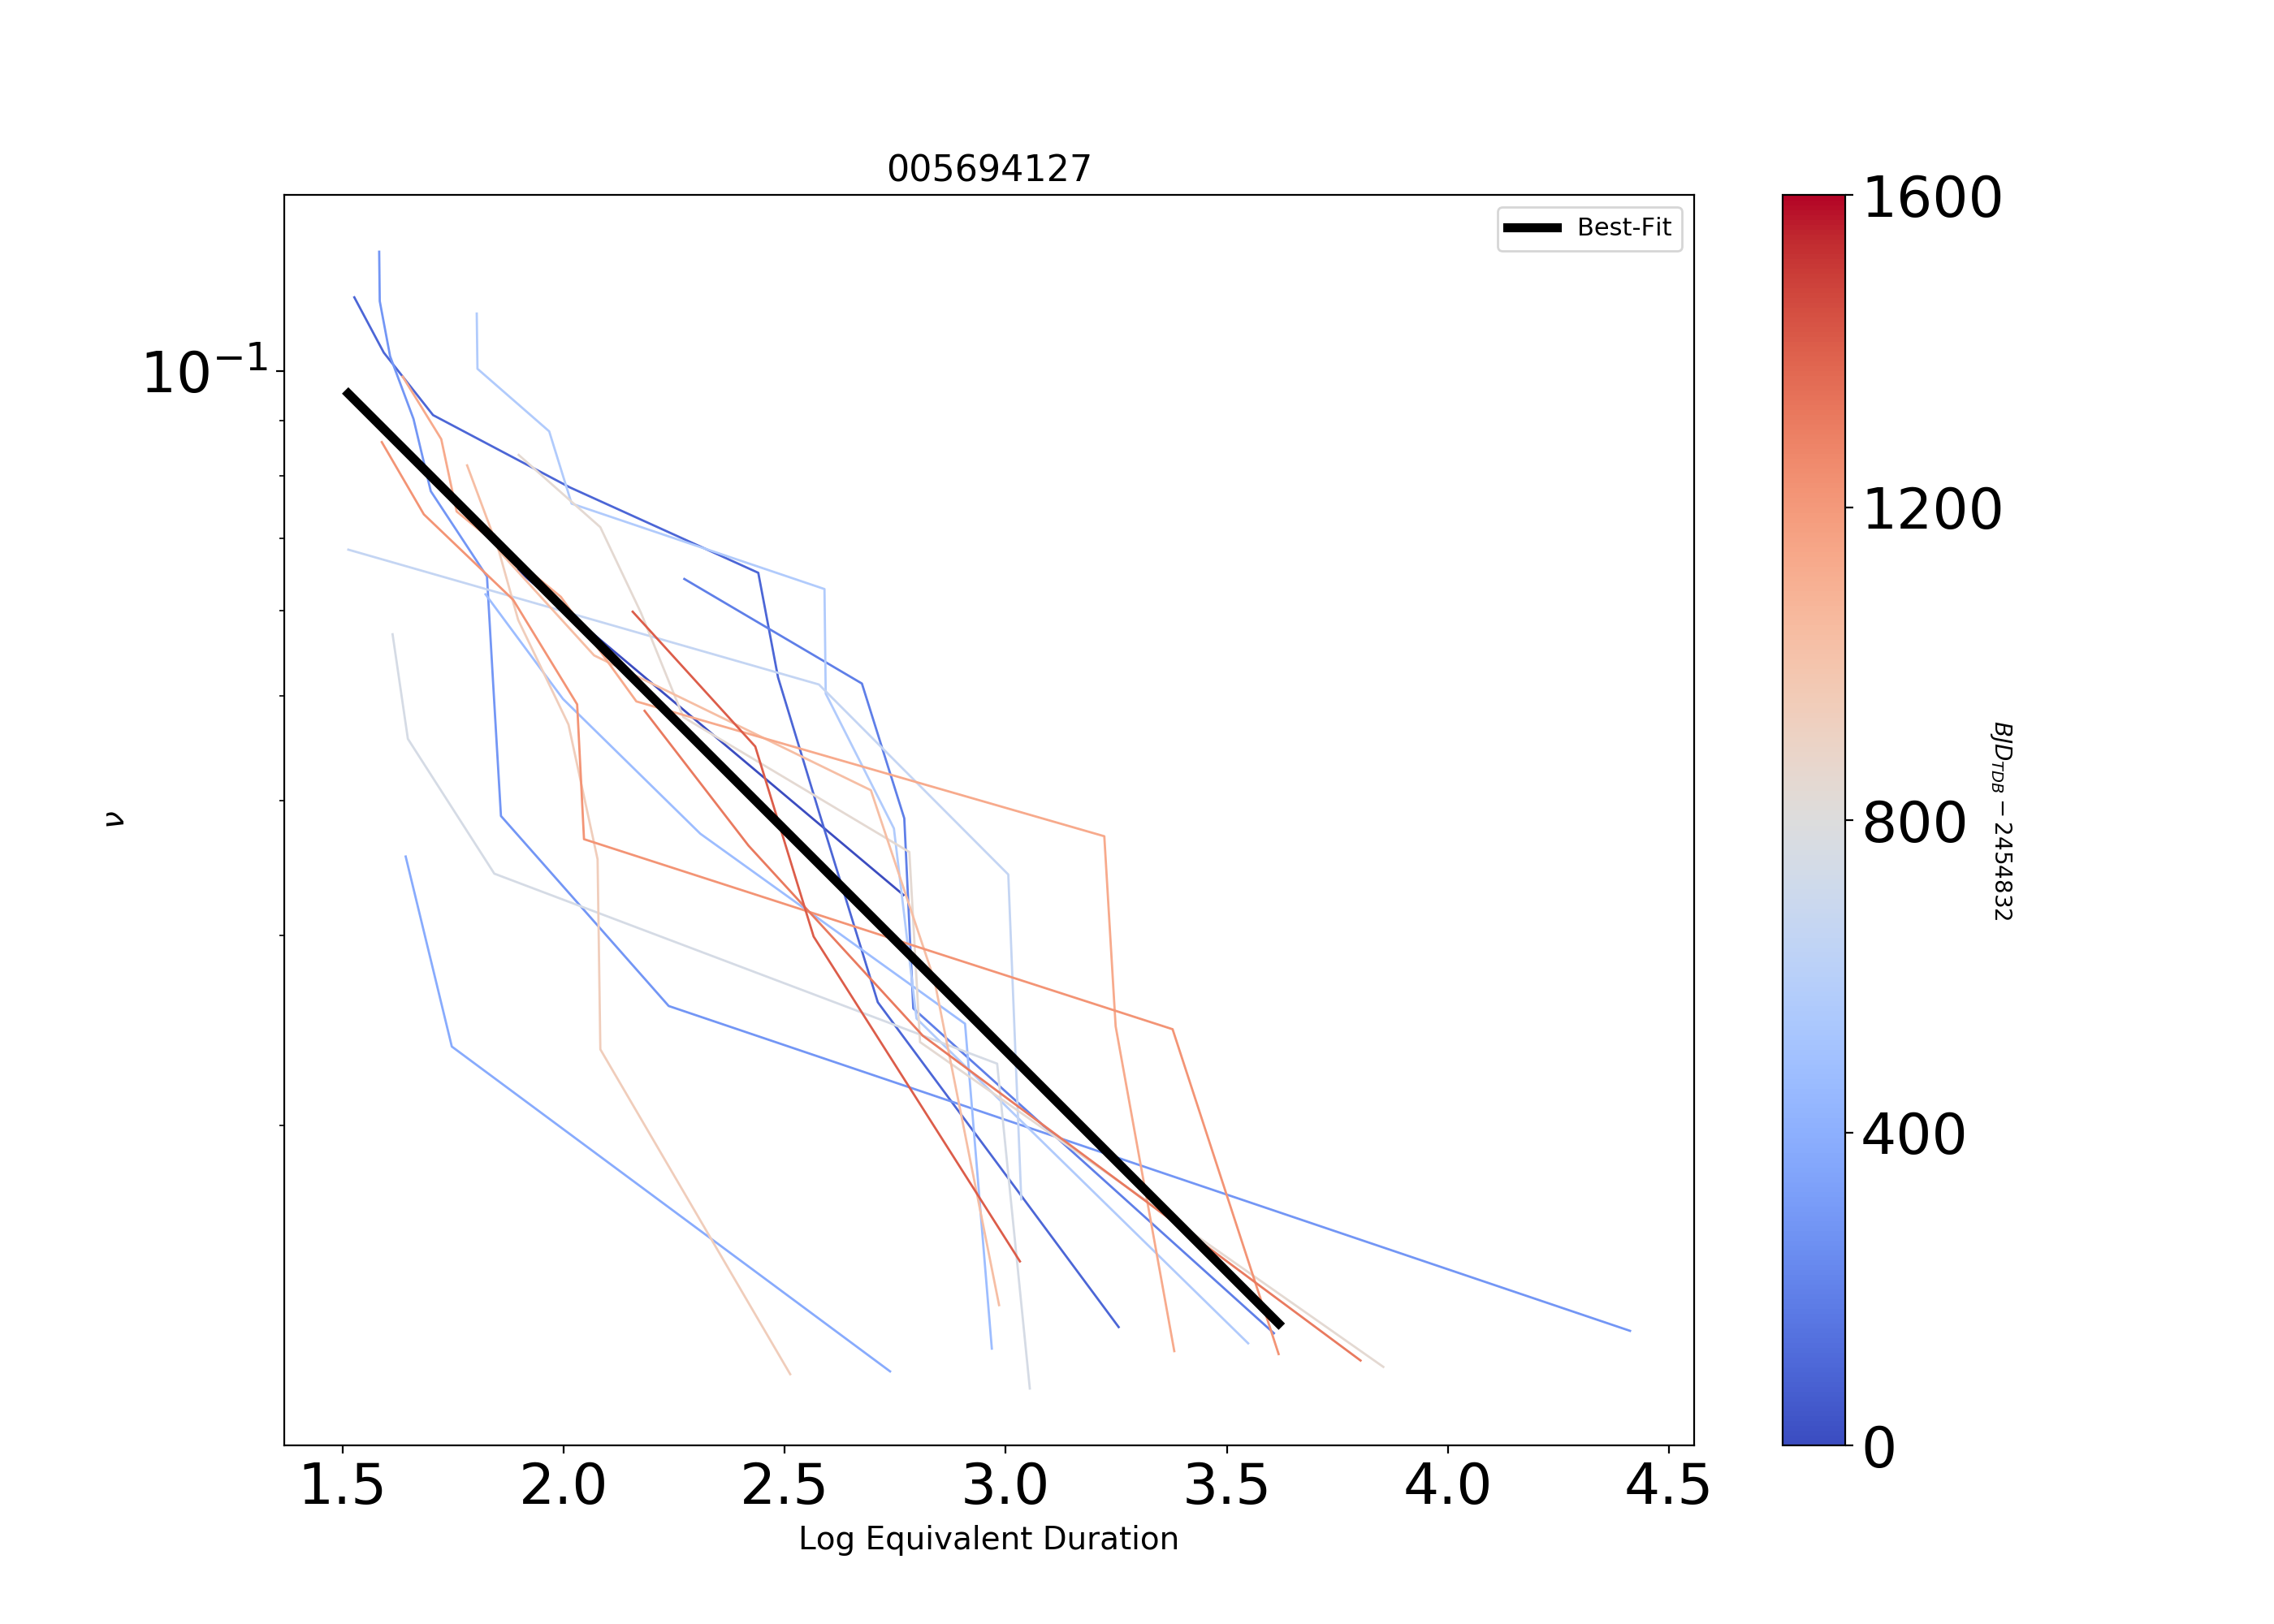 005694127
Best-Fit
10⁻¹
ν
1.5 2.0 2.5 3.0 3.5 4.0 4.5
Log Equivalent Duration
1600
1200
800
400
0
BJD_TDB − 2454832